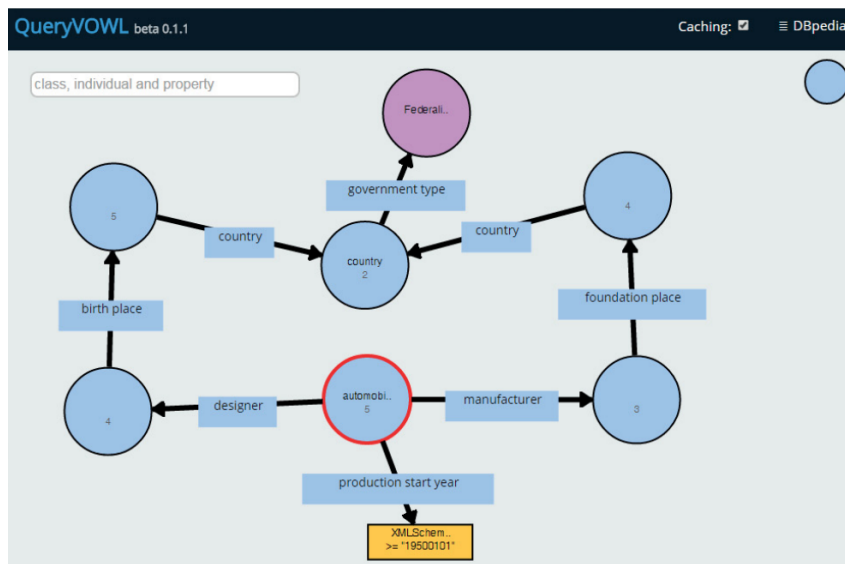 QueryVOWL beta 0.1.1
Caching:
DBpedia
class, individual and property
Federali..
government type
5
country
country
4
country
2
birth place
foundation place
4
designer
automobi..
5
manufacturer
3
production start year
XMLSchem..
>= "19500101"